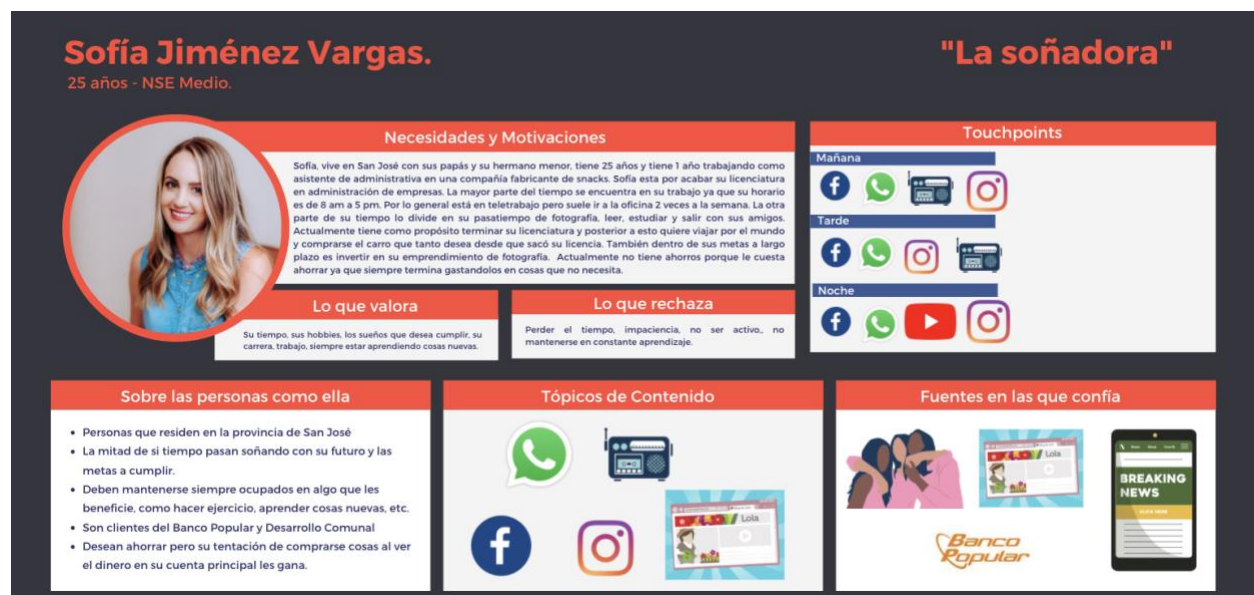 Sofía Jiménez Vargas.
"La soñadora"
25 años - NSE Medio.
Necesidades y Motivaciones
Sofía, vive en San José con sus papás y su hermano menor, tiene 25 años y tiene 1 año trabajando como
asistente de administrativa en una compañía fabricante de snacks. Sofía esta por acabar su licenciatura
en administración de empresas. La mayor parte del tiempo se encuentra en su trabajo ya que su horario
es de 8 am a 5 pm. Por lo general está en teletrabajo pero suele ir a la oficina 2 veces a la semana. La otra
parte de su tiempo lo divide en su pasatiempo de fotografía, leer, estudiar y salir con sus amigos.
Actualmente tiene como propósito terminar su licenciatura y posterior a esto quiere viajar por el mundo
y comprarse el carro que tanto desea desde que sacó su licencia. También dentro de sus metas a largo
plazo es invertir en su emprendimiento de fotografía. Actualmente no tiene ahorros porque le cuesta
ahorrar ya que siempre termina gastandolos en cosas que no necesita.
Touchpoints
Mañana
Tarde
Noche
Lo que valora
Su tiempo, sus hobbies, los sueños que desea cumplir, su
carrera, trabajo, siempre estar aprendiendo cosas nuevas.
Lo que rechaza
Perder el tiempo, impaciencia, no ser activo,, no
mantenerse en constante aprendizaje.
Sobre las personas como ella
Personas que residen en la provincia de San José
La mitad de si tiempo pasan soñando con su futuro y las
metas a cumplir.
Deben mantenerse siempre ocupados en algo que les
beneficie, como hacer ejercicio, aprender cosas nuevas, etc.
Son clientes del Banco Popular y Desarrollo Comunal
Desean ahorrar pero su tentación de comprarse cosas al ver
el dinero en su cuenta principal les gana.
Tópicos de Contenido
Lola
Fuentes en las que confía
Lola
BREAKING
NEWS
Banco
Popular